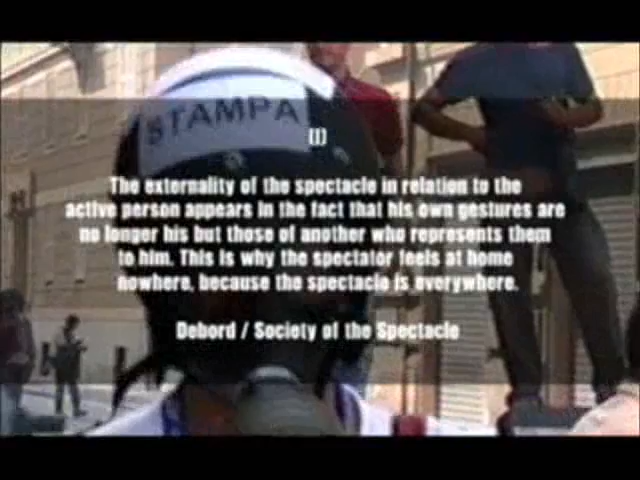 STAMPA
(I)
The externality of the spectacle in relation to the
active person appears in the fact that his own gestures are
no longer his but those of another who represents them
to him. This is why the spectator feels at home
nowhere, because the spectacle is everywhere.
Debord / Society of the Spectacle